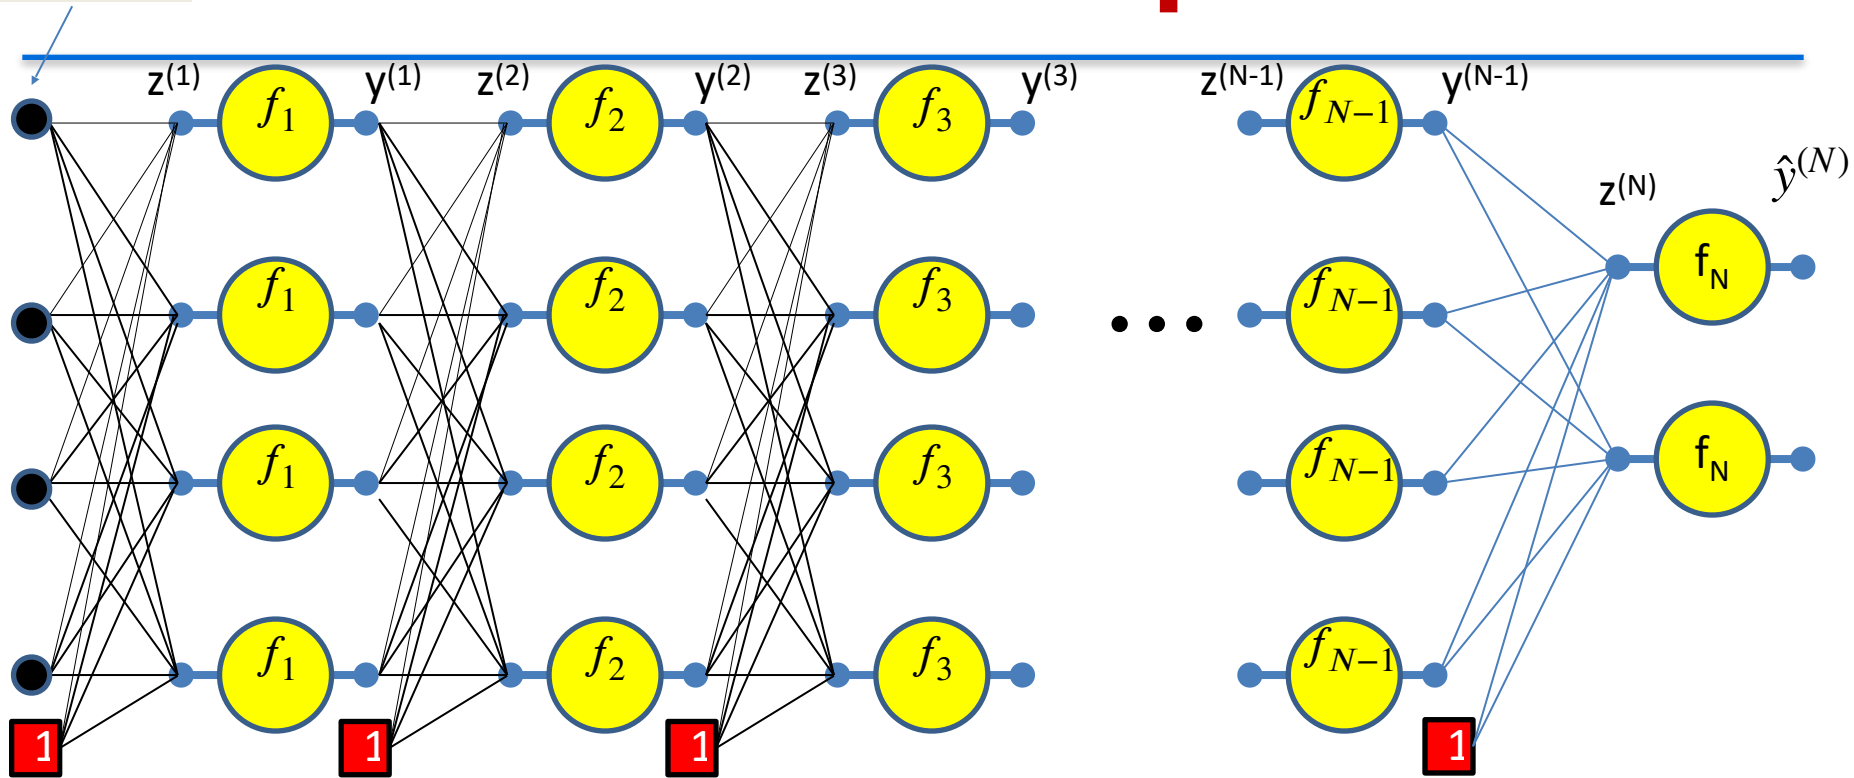 z(1) y(1) z(2) y(2) z(3) y(3) z(N-1) y(N-1)
f1 f2 f3 fN−1
z(N) ŷ(N)
fN
f1 f2 f3 fN−1
fN
f1 f2 f3 fN−1
f1 f2 f3 fN−1
1 1 1 1